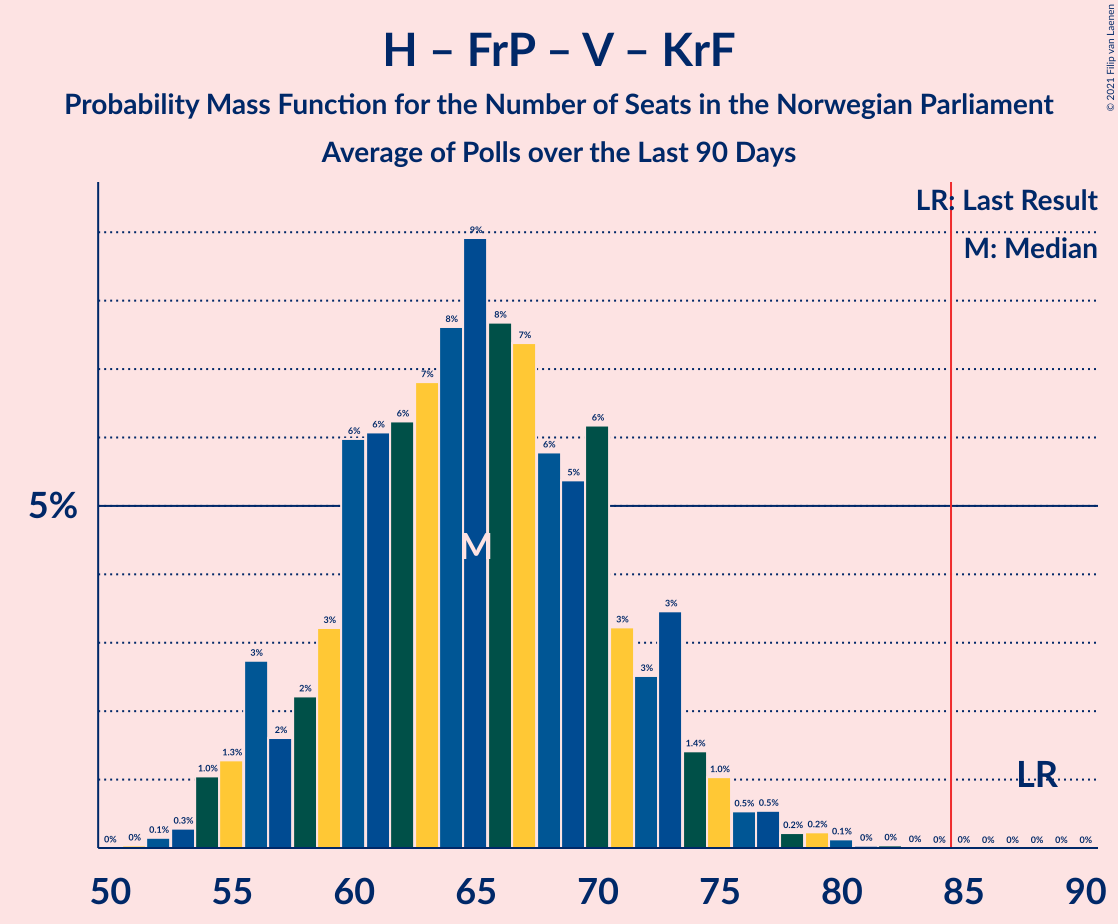 © 2021 Filip van Laenen
H – FrP – V – KrF
Probability Mass Function for the Number of Seats in the Norwegian Parliament
Average of Polls over the Last 90 Days
LR: Last Result
M: Median
5%
0% 0% 0.1% 0.3% 1.0% 1.3% 3% 2% 2% 3% 6% 6% 6% 7% 8% 9% 8% 7% 6% 5% 6% 3% 3% 3% 1.4% 1.0% 0.5% 0.5% 0.2% 0.2% 0.1% 0% 0% 0% 0% 0% 0% 0% 0% 0% 0%
M
LR
50 55 60 65 70 75 80 85 90